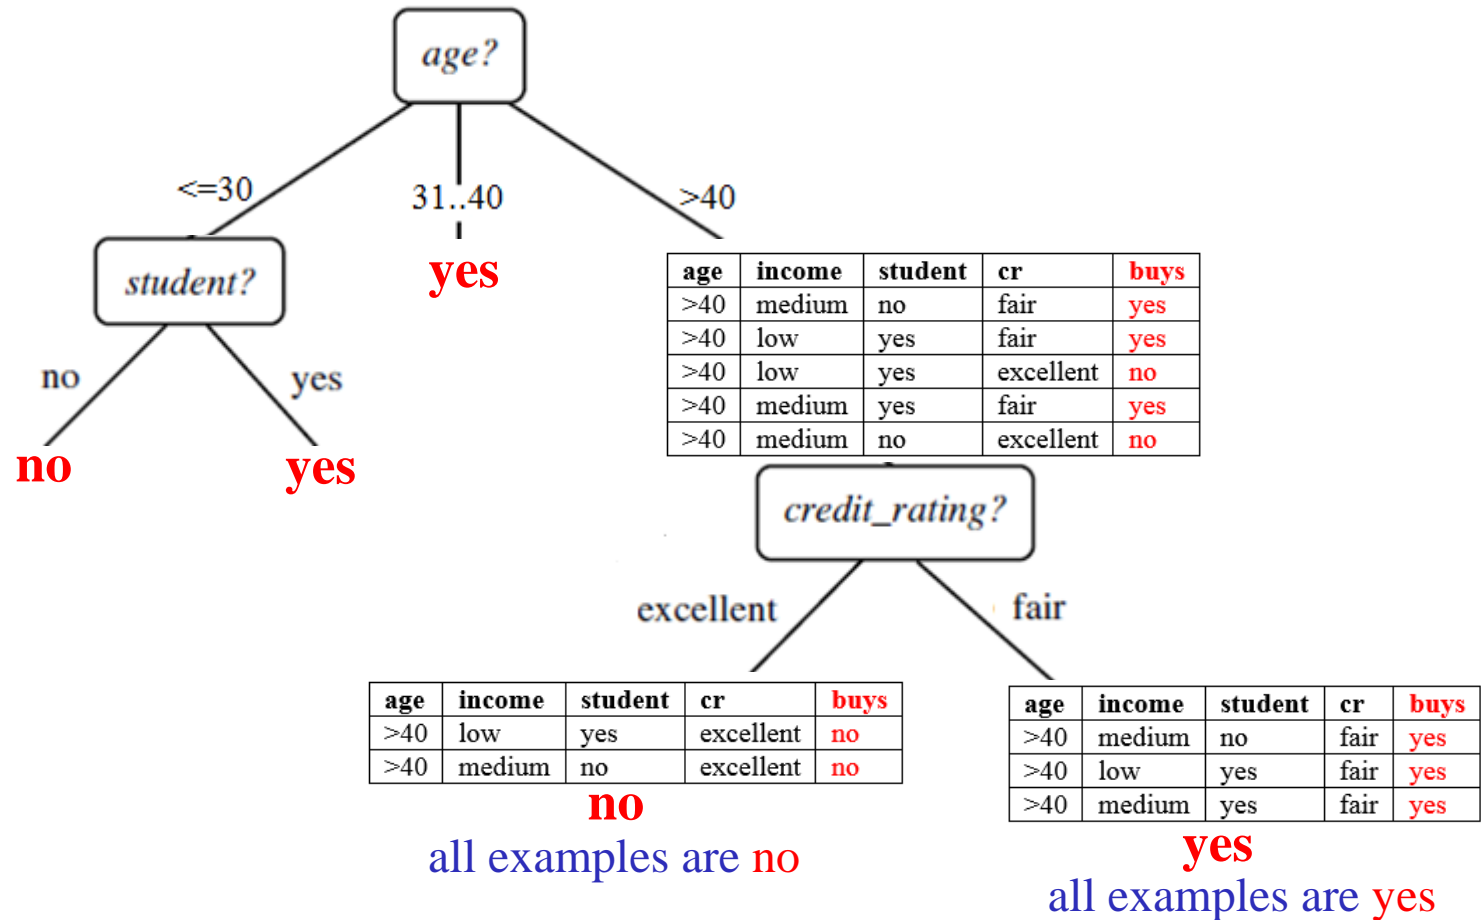 age?
<=30
31..40
>40
student?
yes
no
yes
no
yes
age income student cr buys
>40 medium no fair yes
>40 low yes fair yes
>40 low yes excellent no
>40 medium yes fair yes
>40 medium no excellent no
credit_rating?
excellent
fair
age income student cr buys
>40 low yes excellent no
>40 medium no excellent no
no
all examples are no
age income student cr buys
>40 medium no fair yes
>40 low yes fair yes
>40 medium yes fair yes
yes
all examples are yes